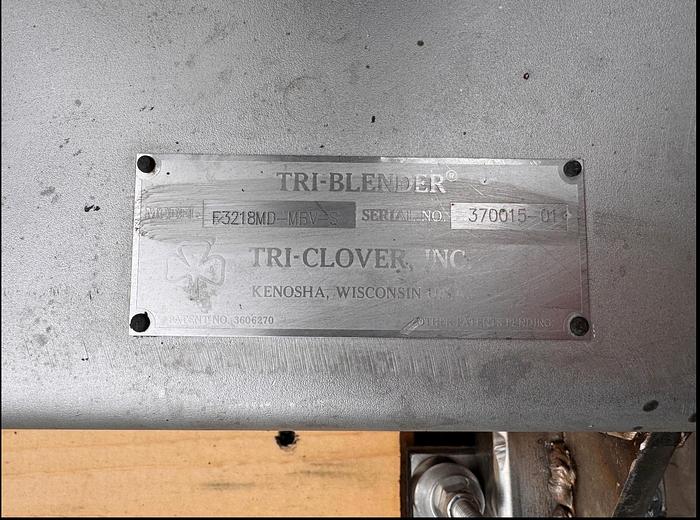 TRI-BLENDER®
MODEL F3218MD-MBV-S SERIAL NO. 370015-01
TRI-CLOVER, INC.
KENOSHA, WISCONSIN U.S.
PATENT NO. 3606270 OTHER PATENTS PENDING